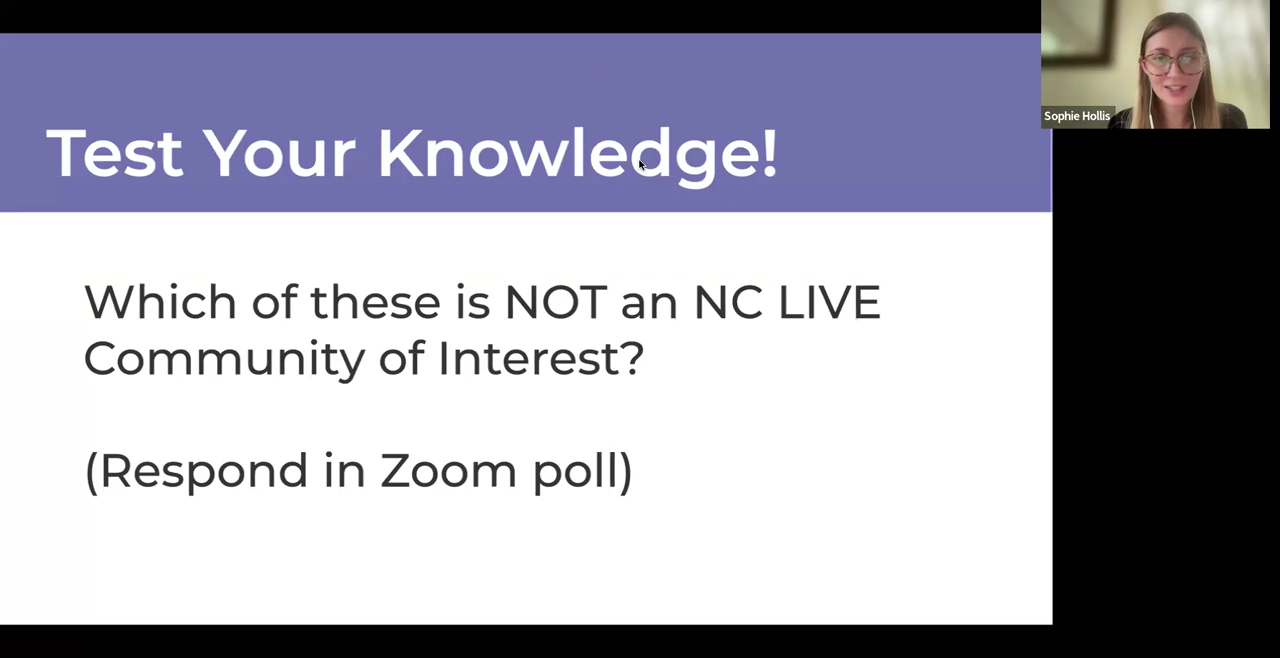 Test Your Knowledge!
Sophie Hollis
Which of these is NOT an NC LIVE
Community of Interest?
(Respond in Zoom poll)